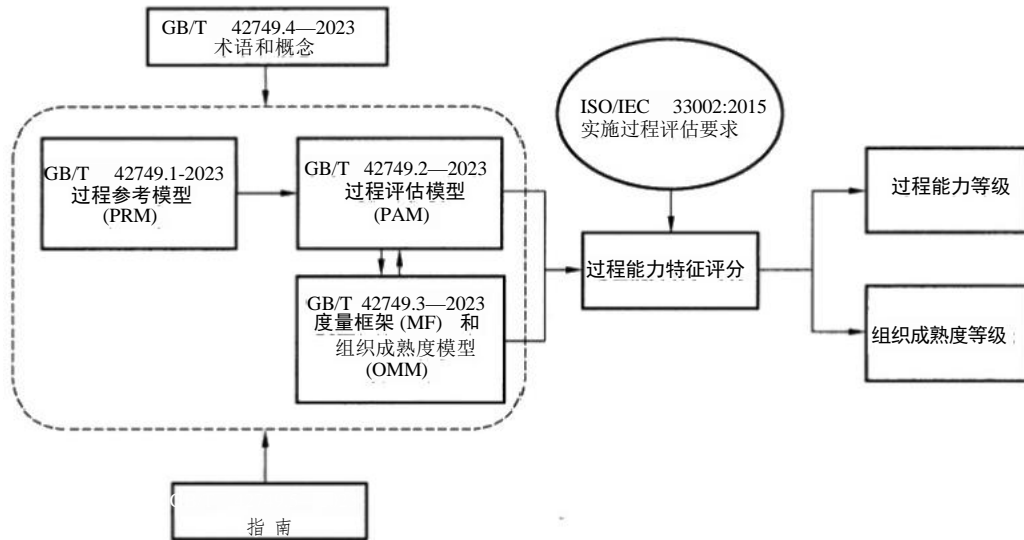 GB/T 42749.4—2023
术语和概念
ISO/IEC 33002:2015
实施过程评估要求
GB/T 42749.1-2023
过程参考模型
(PRM)
GB/T 42749.2—2023
过程评估模型
(PAM)
过程能力等级
过程能力特征评分
GB/T 42749.3—2023
度量框架 (MF) 和
组织成熟度模型
(OMM)
组织成熟度等级
指 南